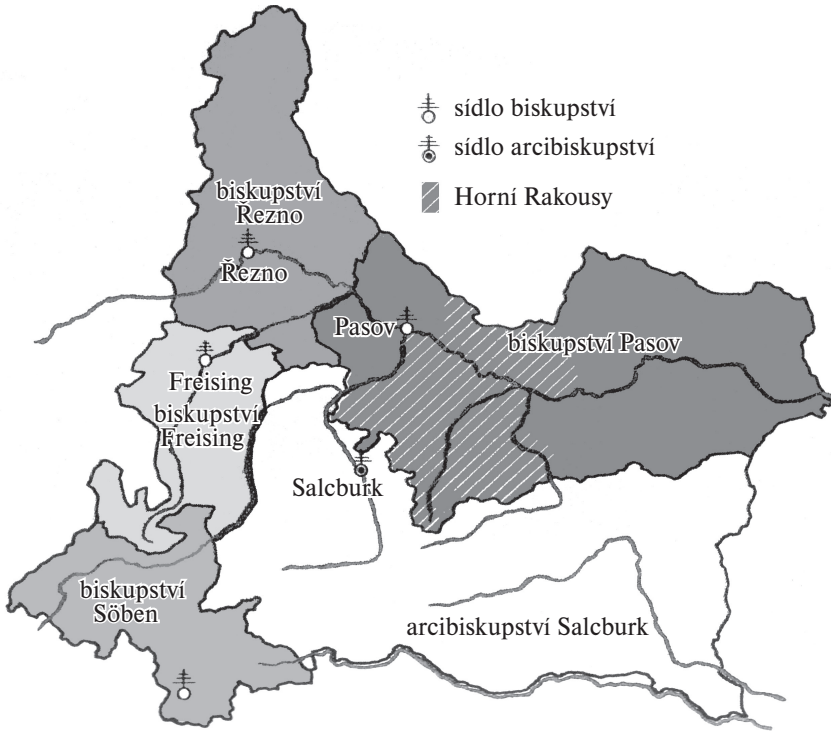 sídlo biskupství
sídlo arcibiskupství
Horní Rakousy
biskupství
Řezno
Řezno
Pasov
biskupství Pasov
Freising
biskupství
Freising
Salcburk
biskupství
Söben
arcibiskupství Salcburk